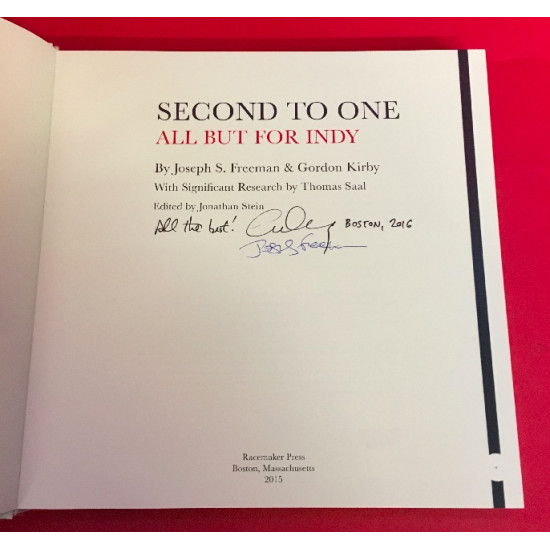 SECOND TO ONE
ALL BUT FOR INDY
By Joseph S. Freeman & Gordon Kirby
With Significant Research by Thomas Saal
Edited by Jonathan Stein
All the best! BOSTON, 2016
Racemaker Press
Boston, Massachusetts
2015